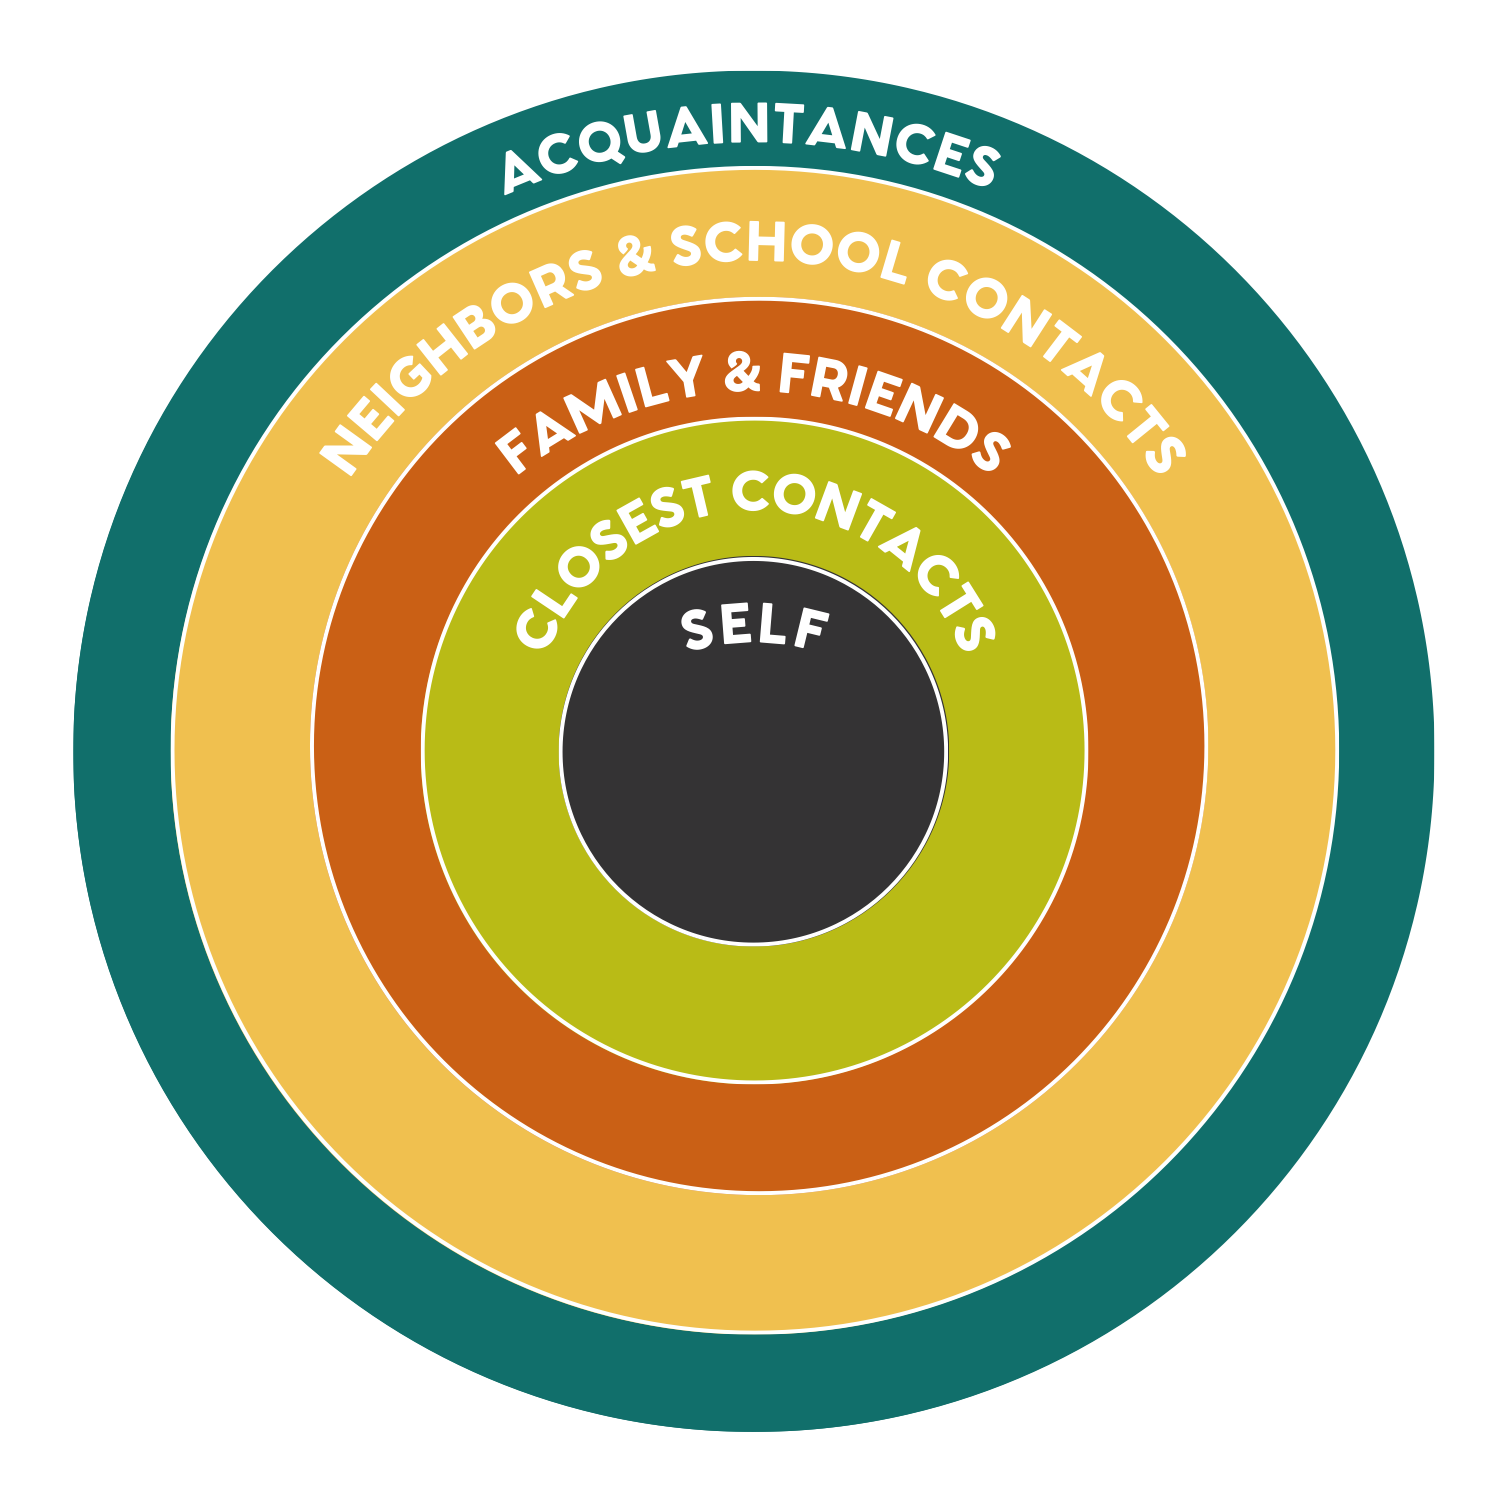 ACQUAINTANCES
NEIGHBORS & SCHOOL CONTACTS
FAMILY & FRIENDS
CLOSEST CONTACTS
SELF